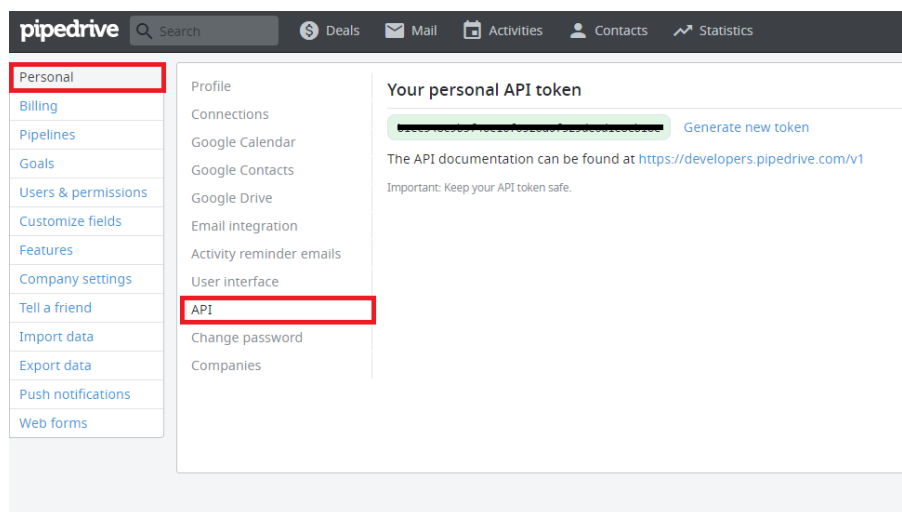 pipedrive Search Deals Mail Activities Contacts Statistics
Personal
Billing
Pipelines
Goals
Users & permissions
Customize fields
Features
Company settings
Tell a friend
Import data
Export data
Push notifications
Web forms
Profile
Connections
Google Calendar
Google Contacts
Google Drive
Email integration
Activity reminder emails
User interface
API
Change password
Companies
Your personal API token
Generate new token
The API documentation can be found at https://developers.pipedrive.com/v1
Important: Keep your API token safe.